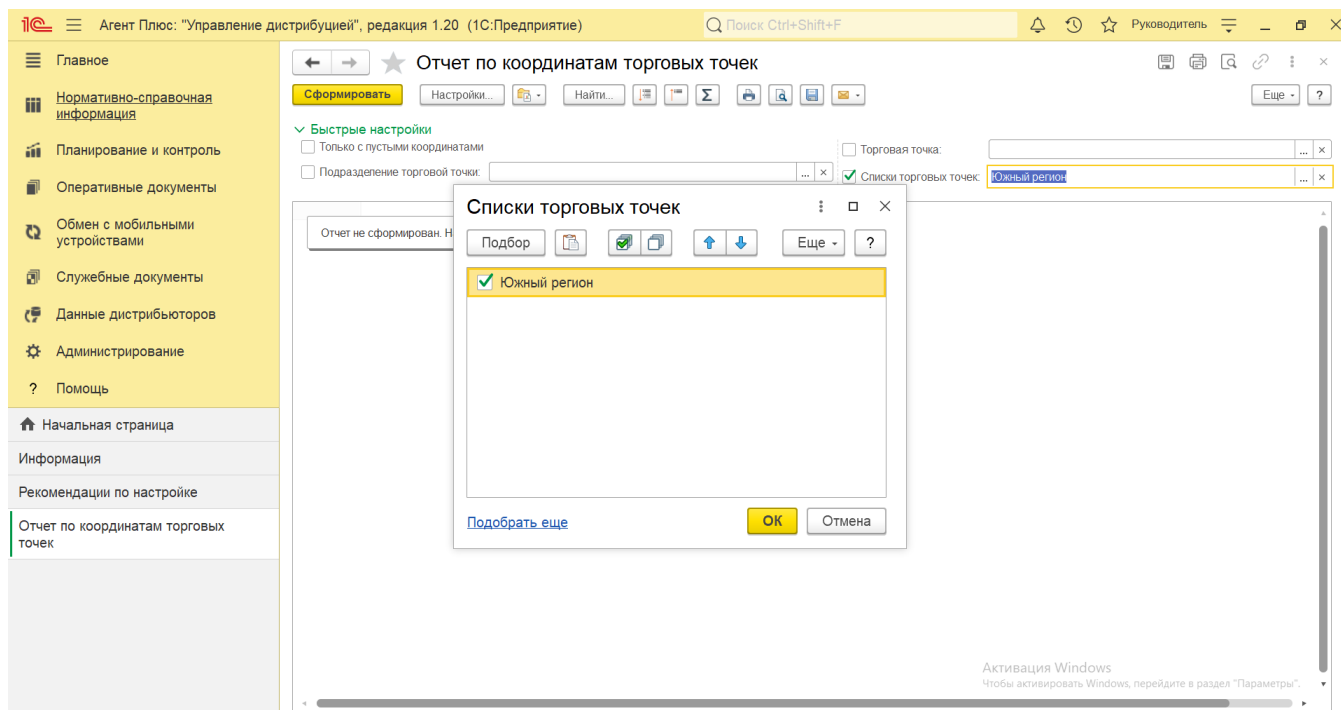 1С Агент Плюс: "Управление дистрибуцией", редакция 1.20 (1С:Предприятие) Поиск Ctrl+Shift+F Руководитель
Главное
Нормативно-справочная
информация
Планирование и контроль
Оперативные документы
Обмен с мобильными
устройствами
Служебные документы
Данные дистрибьюторов
Администрирование
? Помощь
Начальная страница
Информация
Рекомендации по настройке
Отчет по координатам торговых
точек
Отчет по координатам торговых точек
Сформировать Настройки... Найти... Σ Еще ?
Быстрые настройки
Только с пустыми координатами
Торговая точка: ...
Подразделение торговой точки: ...
Списки торговых точек: Южный регион ...
Отчет не сформирован. Н
Списки торговых точек
Подбор Еще ?
Южный регион
Подобрать еще ОК Отмена
Активация Windows
Чтобы активировать Windows, перейдите в раздел "Параметры".